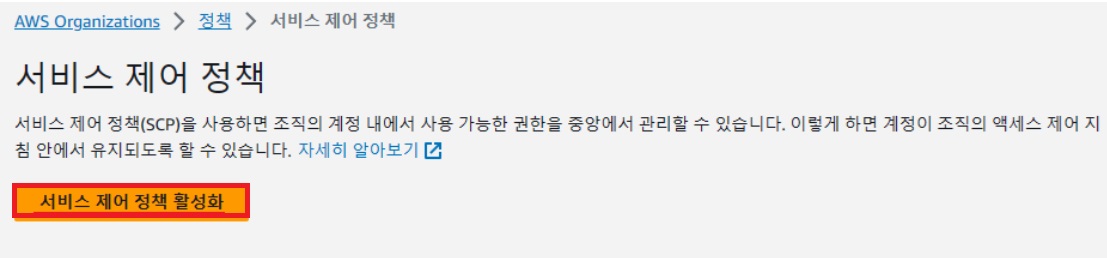 AWS Organizations > 정책 > 서비스 제어 정책
서비스 제어 정책
서비스 제어 정책(SCP)을 사용하면 조직의 계정 내에서 사용 가능한 권한을 중앙에서 관리할 수 있습니다. 이렇게 하면 계정이 조직의 액세스 제어 지
침 안에서 유지되도록 할 수 있습니다. 자세히 알아보기
서비스 제어 정책 활성화